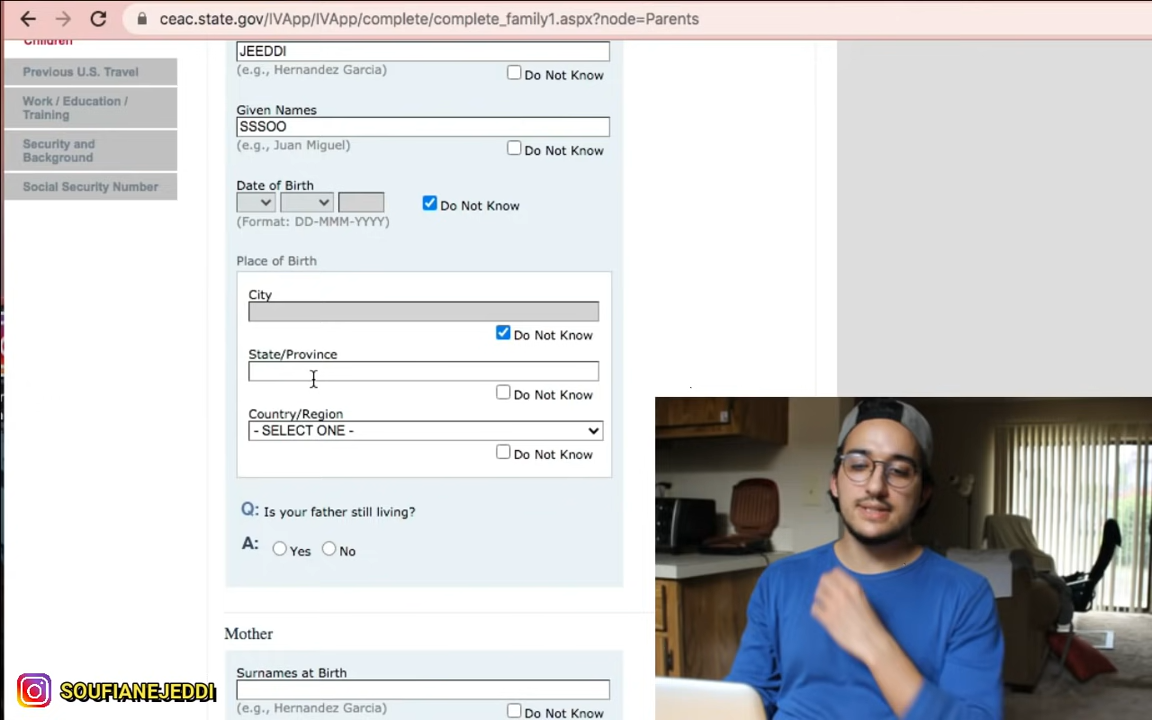 ceac.state.gov/IVApp/IVApp/complete/complete_family1.aspx?node=Parents
Children
Previous U.S. Travel
Work / Education /
Training
Security and
Background
Social Security Number
JEEDDI
(e.g., Hernandez Garcia)
Do Not Know
Given Names
SSSOO
(e.g., Juan Miguel)
Do Not Know
Date of Birth
Do Not Know
(Format: DD-MMM-YYYY)
Place of Birth
City
Do Not Know
State/Province
Do Not Know
Country/Region
- SELECT ONE -
Do Not Know
Q: Is your father still living?
A: Yes No
Mother
Surnames at Birth
(e.g., Hernandez Garcia)
Do Not Know
SOUFIANEJEDDI